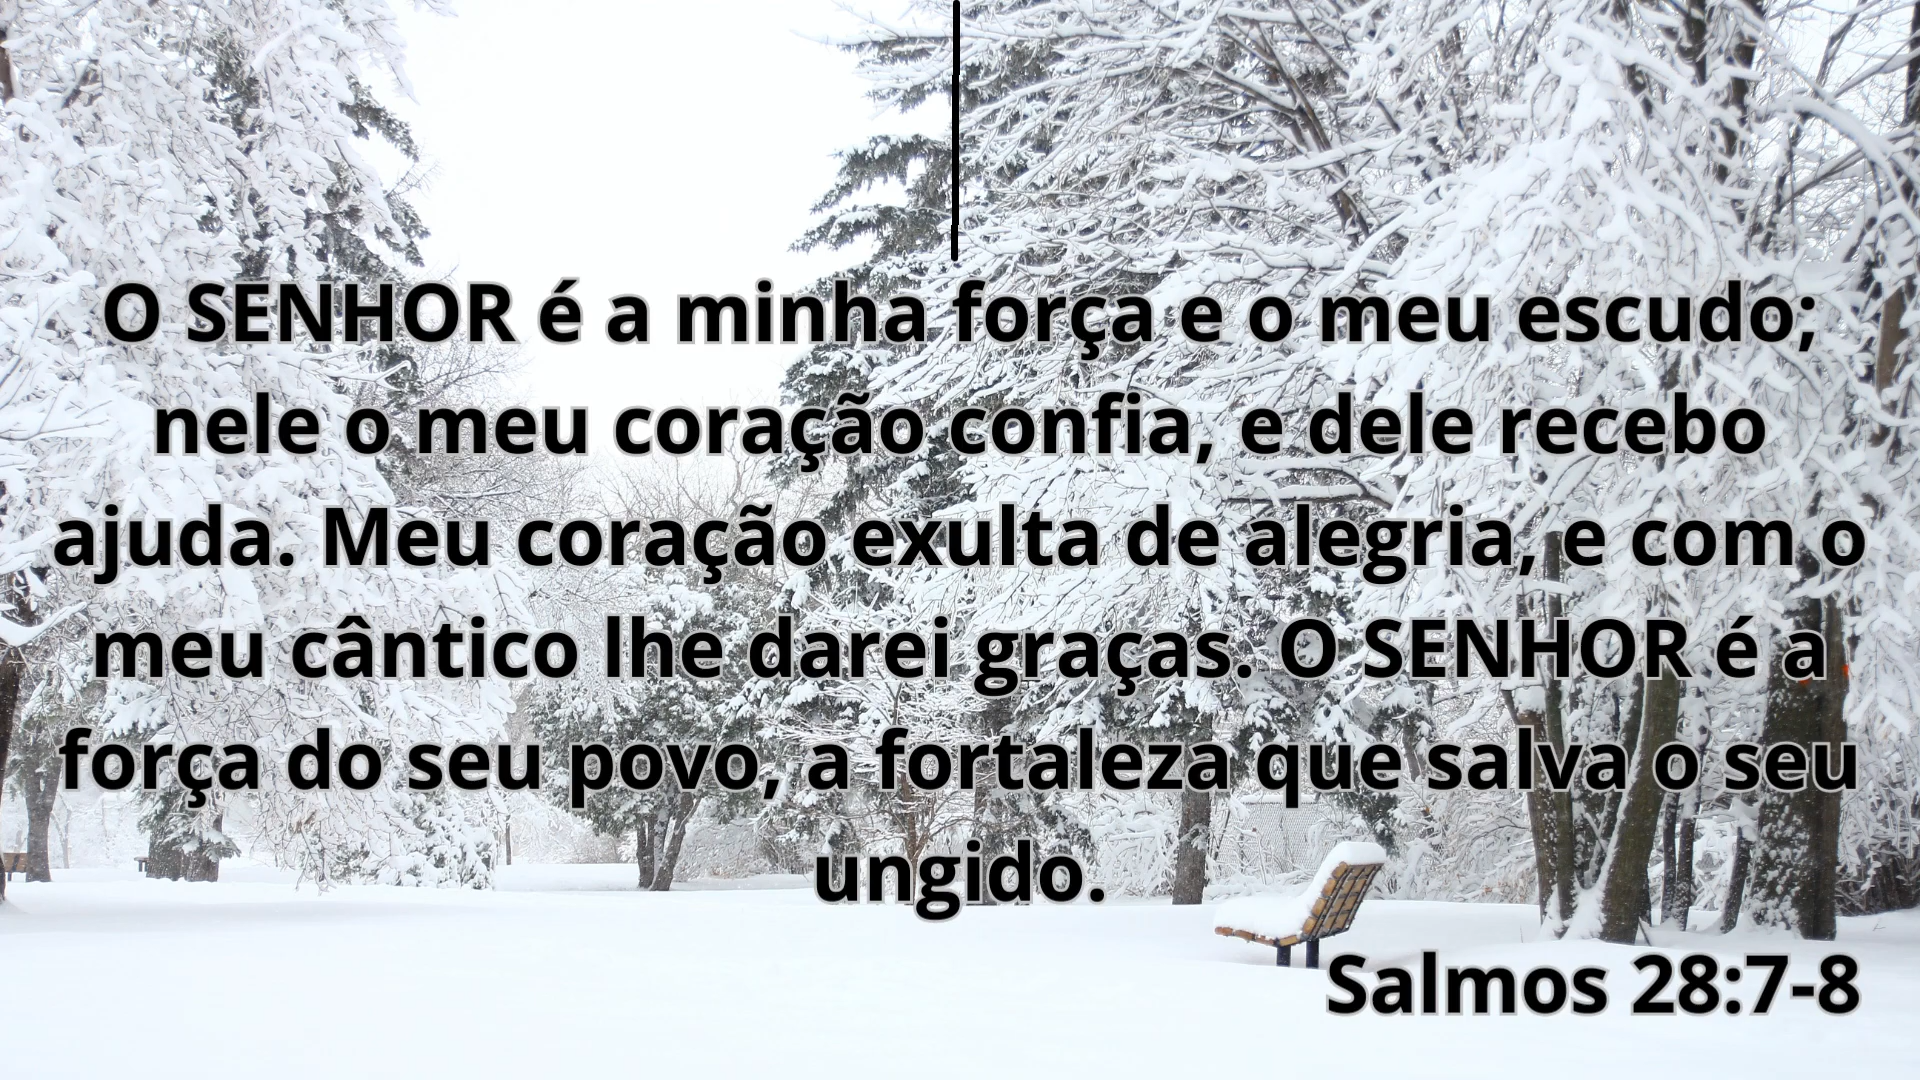 O SENHOR é a minha força e o meu escudo;
nele o meu coração confia, e dele recebo
ajuda. Meu coração exulta de alegria, e com o
meu cântico lhe darei graças. O SENHOR é a
força do seu povo, a fortaleza que salva o seu
ungido.
Salmos 28:7-8